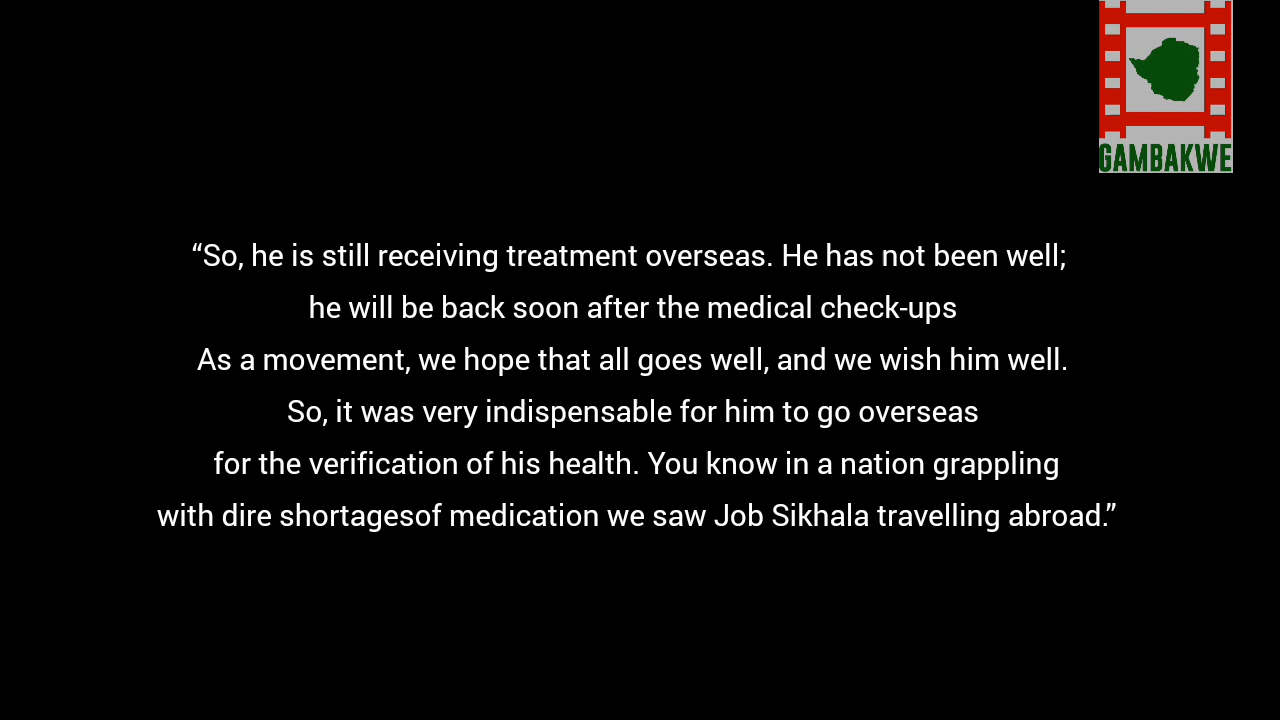 GAMBAKWE
“So, he is still receiving treatment overseas. He has not been well;
he will be back soon after the medical check-ups
As a movement, we hope that all goes well, and we wish him well.
So, it was very indispensable for him to go overseas
for the verification of his health. You know in a nation grappling
with dire shortagesof medication we saw Job Sikhala travelling abroad.”